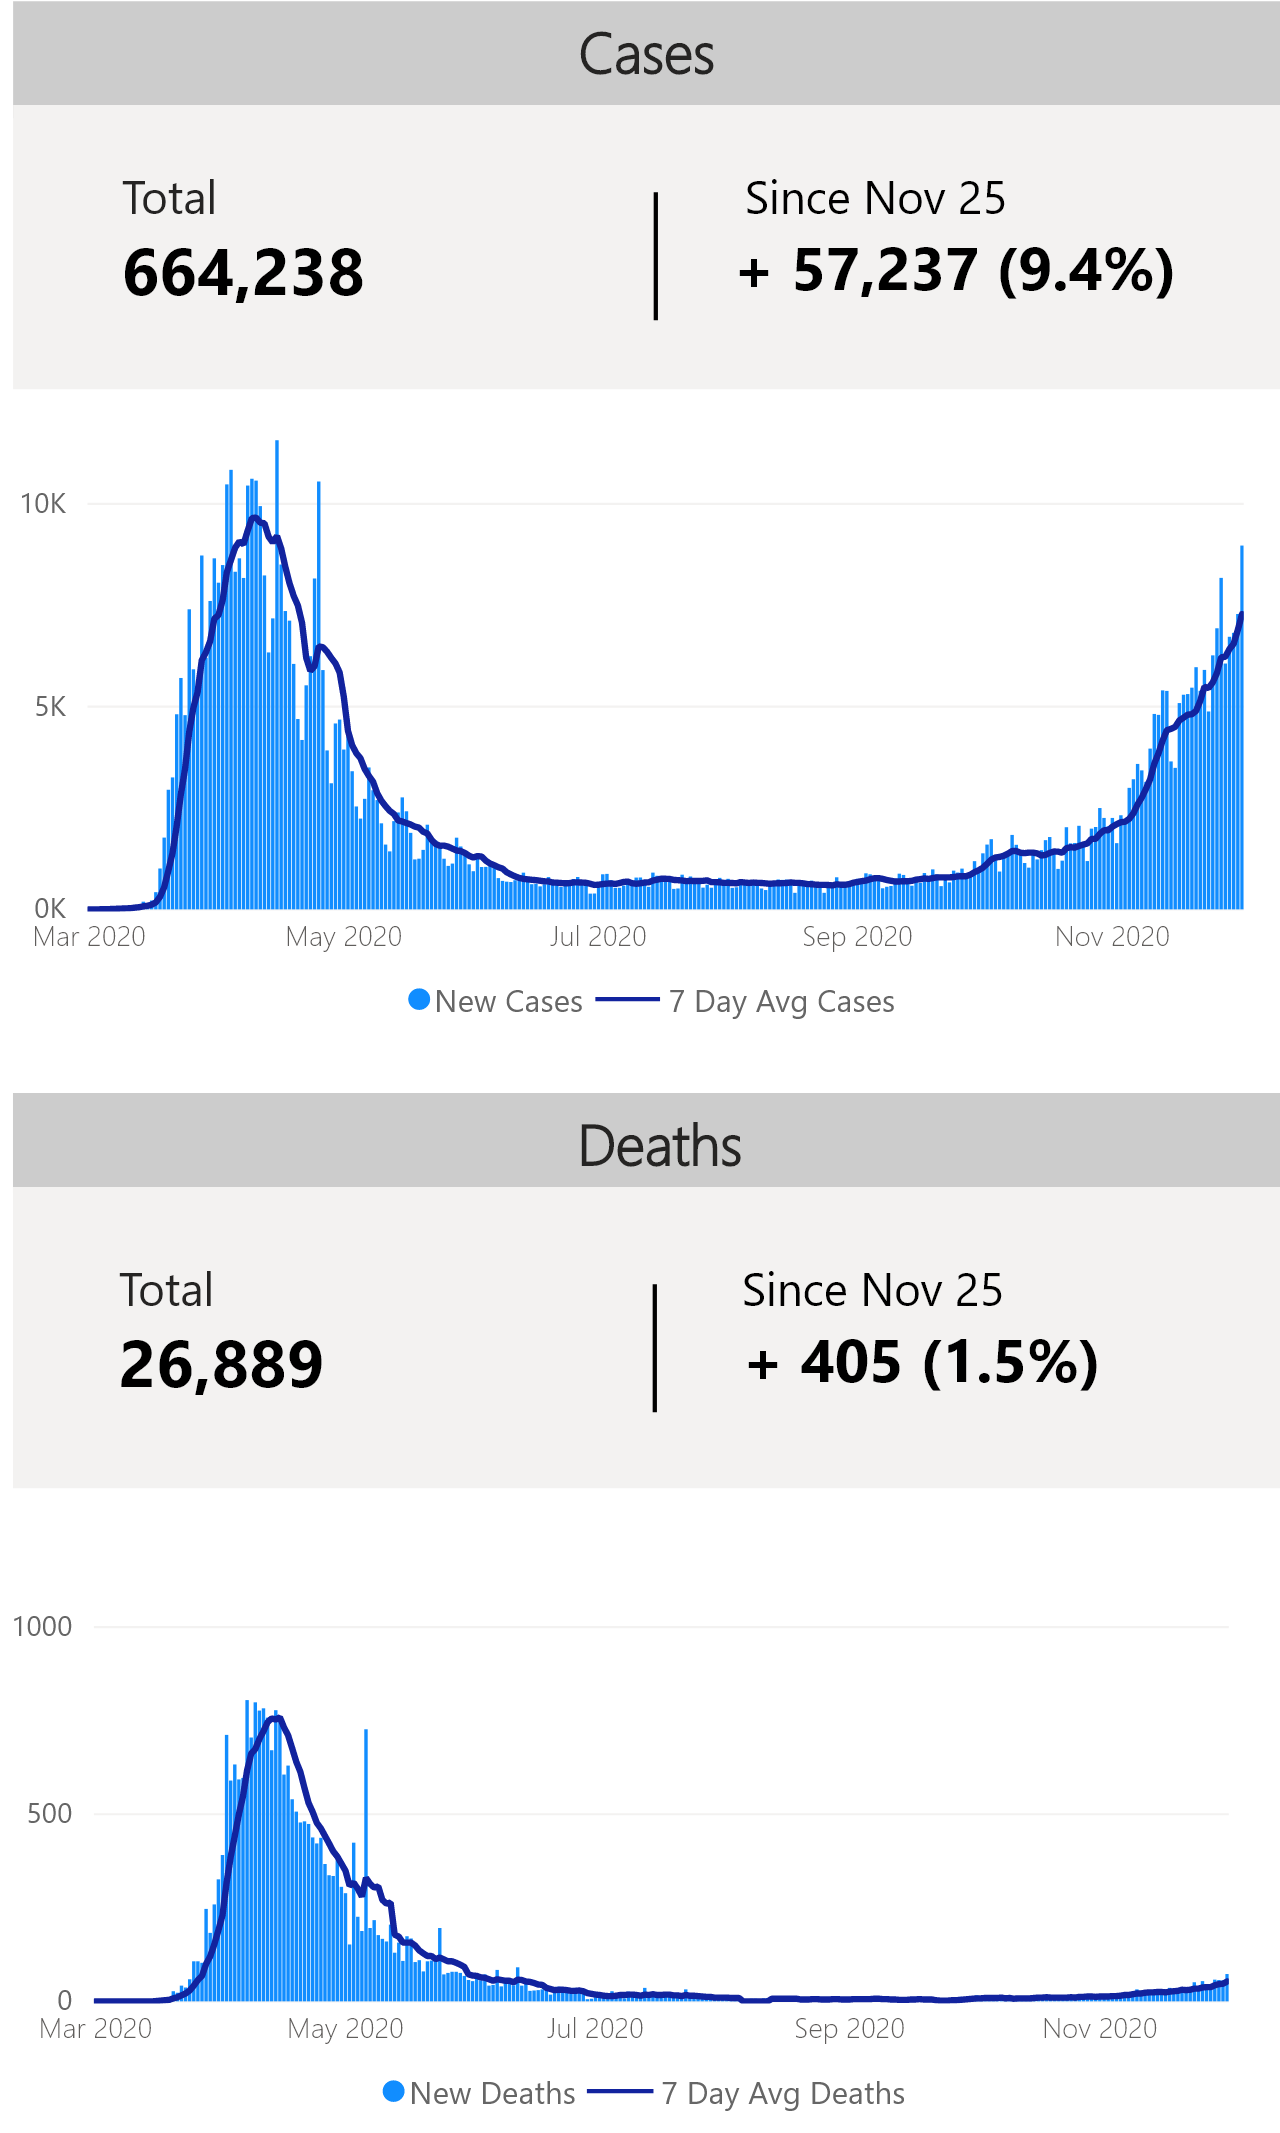 Cases
Total
Since Nov 25
664,238
+ 57,237 (9.4%)
10K
5K
0K
Mar 2020
May 2020
Jul 2020
Sep 2020
Nov 2020
New Cases
7 Day Avg Cases
Deaths
Total
Since Nov 25
26,889
+ 405 (1.5%)
1000
500
0
Mar 2020
May 2020
Jul 2020
Sep 2020
Nov 2020
New Deaths
7 Day Avg Deaths